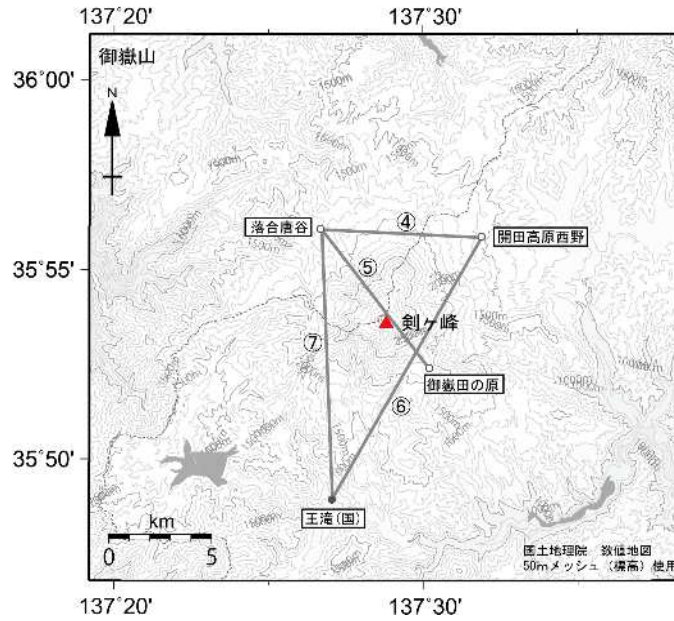 137°20' 137°30'
御嶽山
36°00'
N
1500m
1500m
1500m
④
落合唐谷
開田高原西野
⑤
35°55'
剣ヶ峰
⑦
御嶽田の原
⑥
35°50'
王滝(国)
km
0 5
国土地理院 数値地図
50mメッシュ(標高)使用
137°20' 137°30'